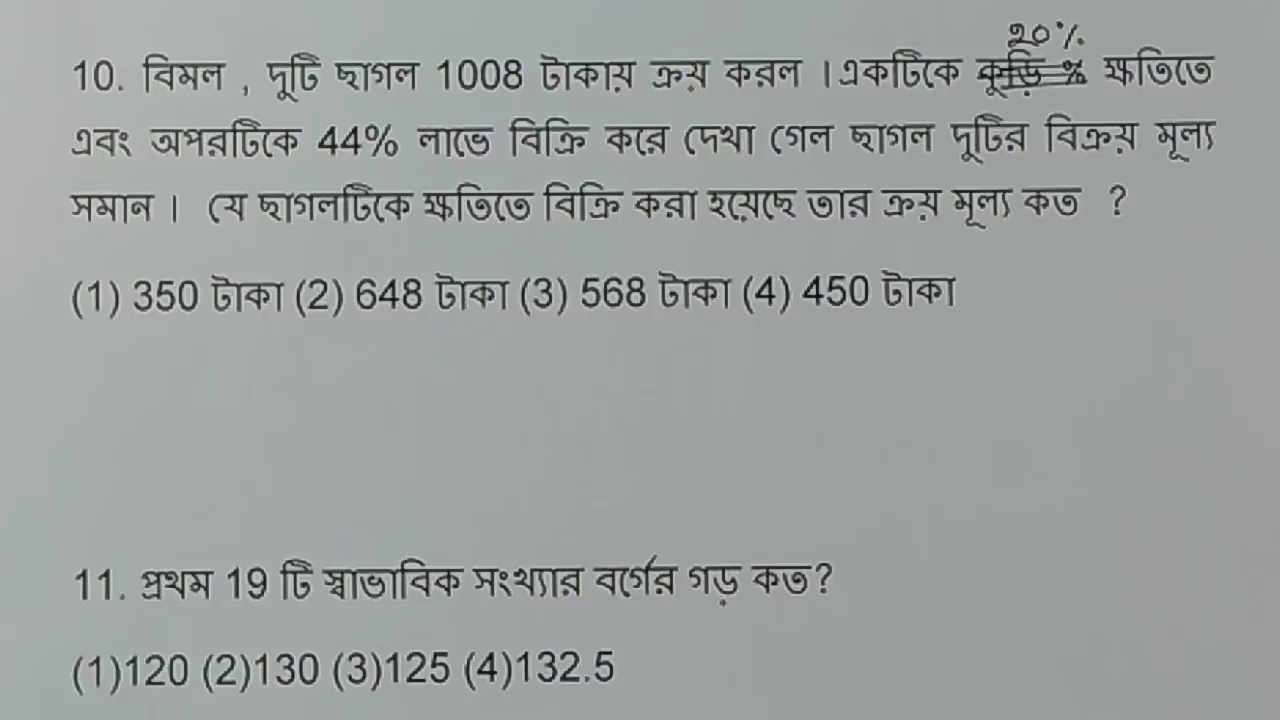 20%
10. বিমল , দুটি ছাগল 1008 টাকায় ক্রয় করল । একটিকে কুড়ি % ক্ষতিতে
এবং অপরটিকে 44% লাভে বিক্রি করে দেখা গেল ছাগল দুটির বিক্রয় মূল্য
সমান । যে ছাগলটিকে ক্ষতিতে বিক্রি করা হয়েছে তার ক্রয় মূল্য কত ?
(1) 350 টাকা (2) 648 টাকা (3) 568 টাকা (4) 450 টাকা
11. প্রথম 19 টি স্বাভাবিক সংখ্যার বর্গের গড় কত?
(1)120 (2)130 (3)125 (4)132.5